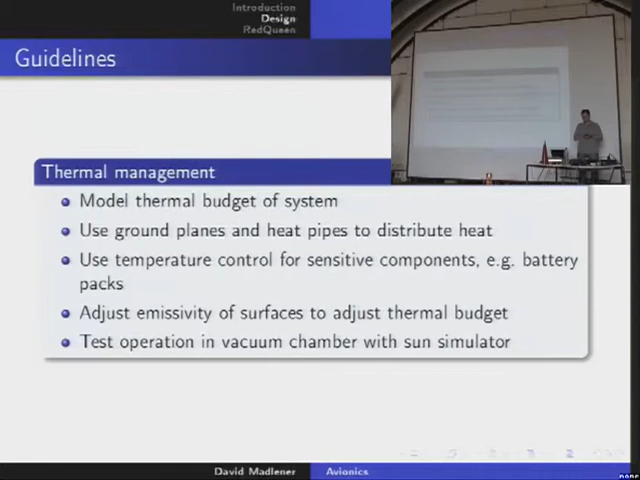 Introduction
Design
RedQueen
Guidelines
Thermal management
Model thermal budget of system
Use ground planes and heat pipes to distribute heat
Use temperature control for sensitive components, e.g. battery
packs
Adjust emissivity of surfaces to adjust thermal budget
Test operation in vacuum chamber with sun simulator
David Madlener
Avionics
none